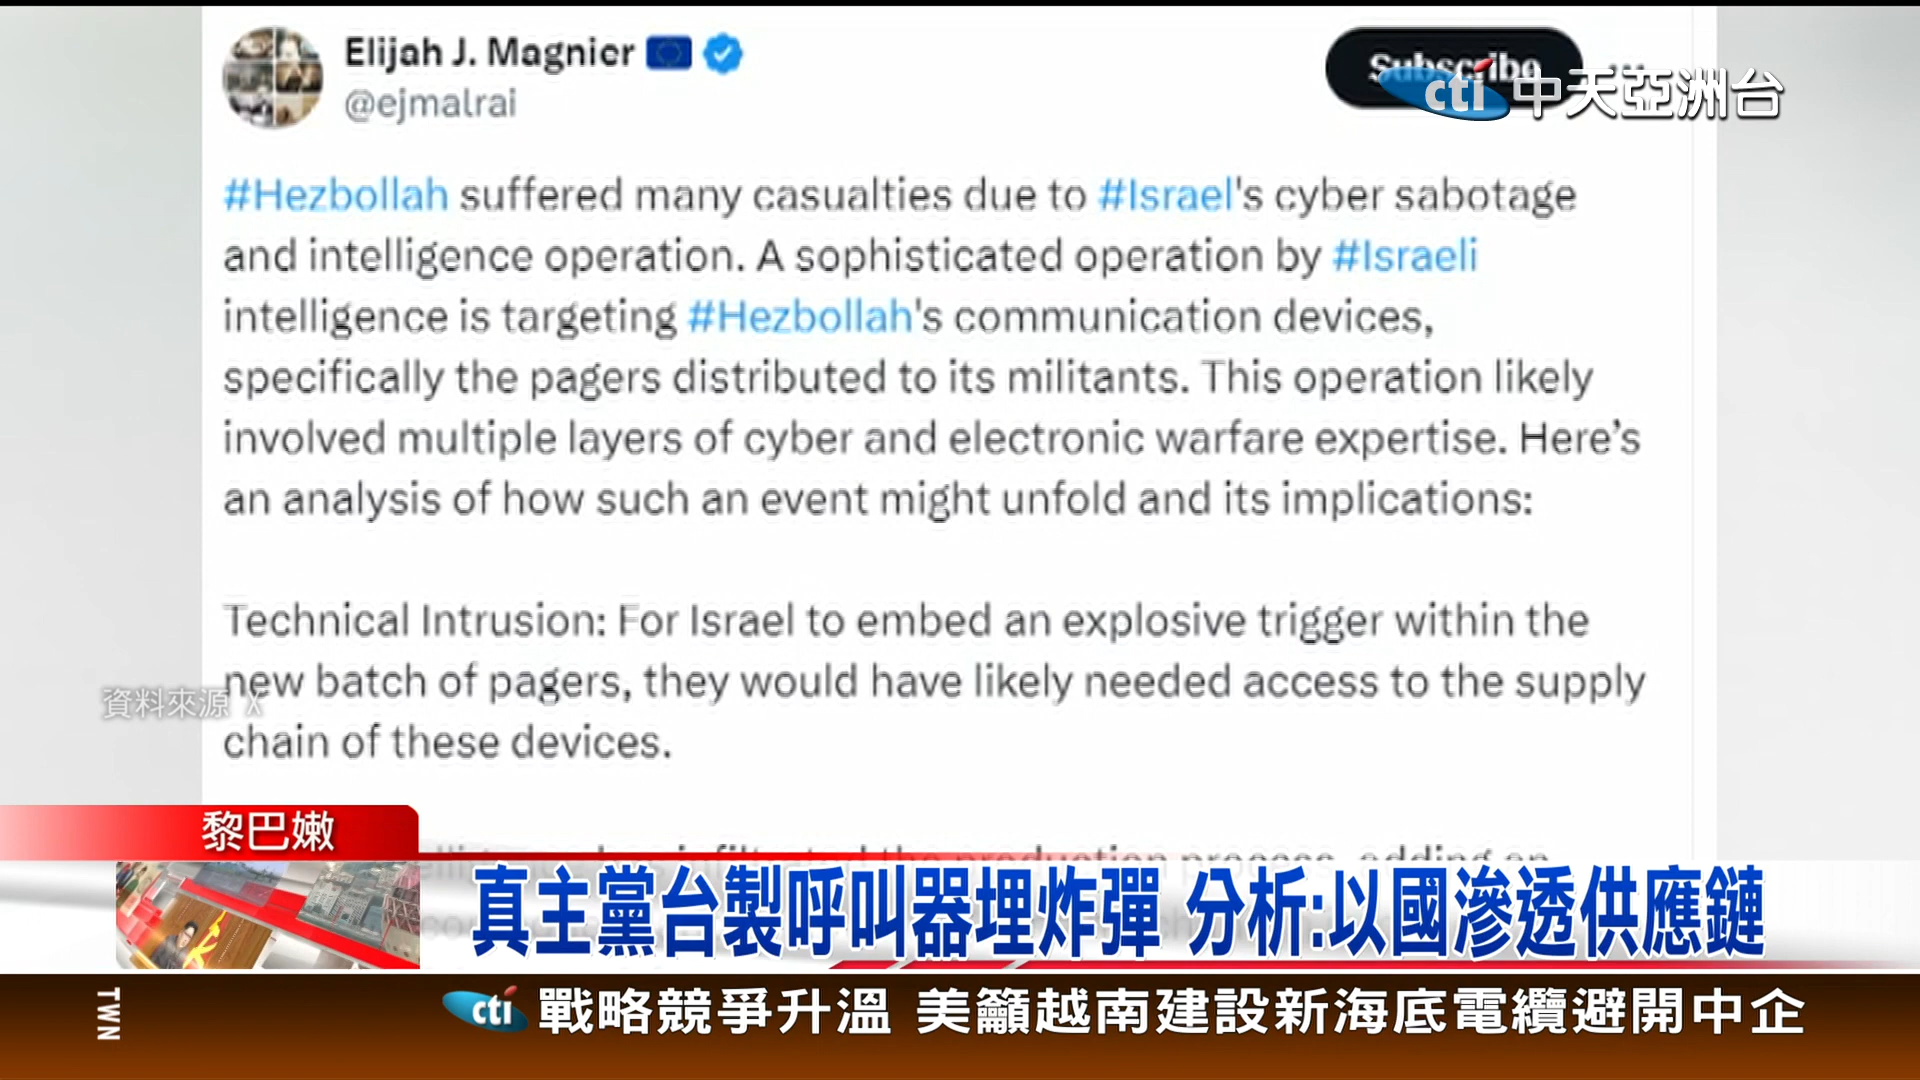 Elijah J. Magnier
@ejmalrai
Subscribe
cti 中天亞洲台
#Hezbollah suffered many casualties due to #Israel's cyber sabotage
and intelligence operation. A sophisticated operation by #Israeli
intelligence is targeting #Hezbollah's communication devices,
specifically the pagers distributed to its militants. This operation likely
involved multiple layers of cyber and electronic warfare expertise. Here’s
an analysis of how such an event might unfold and its implications:
Technical Intrusion: For Israel to embed an explosive trigger within the
new batch of pagers, they would have likely needed access to the supply
chain of these devices.
資料來源 X
infiltrated the production process, adding an
黎巴嫩
真主黨台製呼叫器埋炸彈 分析:以國滲透供應鏈
TWN
cti 戰略競爭升溫 美籲越南建設新海底電纜避開中企